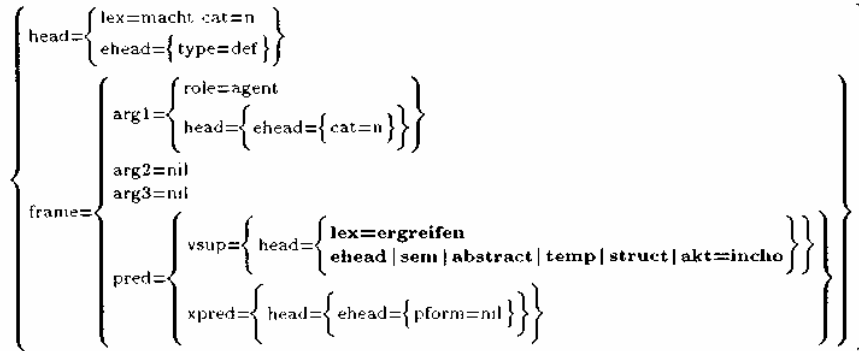 head={lex=macht cat=n
ehead={type=def}}
frame={arg1={role=agent
head={ehead={cat=n}}}
arg2=nil
arg3=nil
pred={vsup={head={lex=ergreifen
ehead|sem|abstract|temp|struct|akt=incho}}
xpred={head={ehead={pform=nil}}}}}